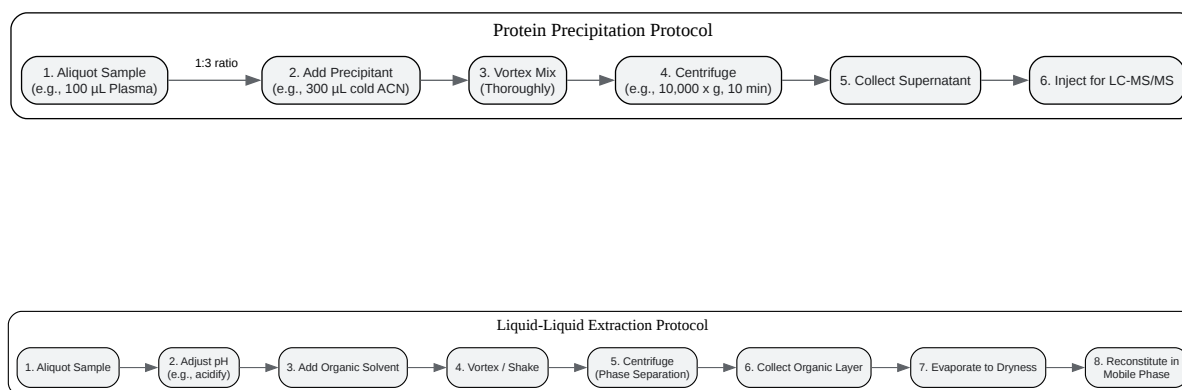 Protein Precipitation Protocol
1. Aliquot Sample
(e.g., 100 µL Plasma)
1:3 ratio
2. Add Precipitant
(e.g., 300 µL cold ACN)
3. Vortex Mix
(Thoroughly)
4. Centrifuge
(e.g., 10,000 x g, 10 min)
5. Collect Supernatant
6. Inject for LC-MS/MS
Liquid-Liquid Extraction Protocol
1. Aliquot Sample
2. Adjust pH
(e.g., acidify)
3. Add Organic Solvent
4. Vortex / Shake
5. Centrifuge
(Phase Separation)
6. Collect Organic Layer
7. Evaporate to Dryness
8. Reconstitute in
Mobile Phase